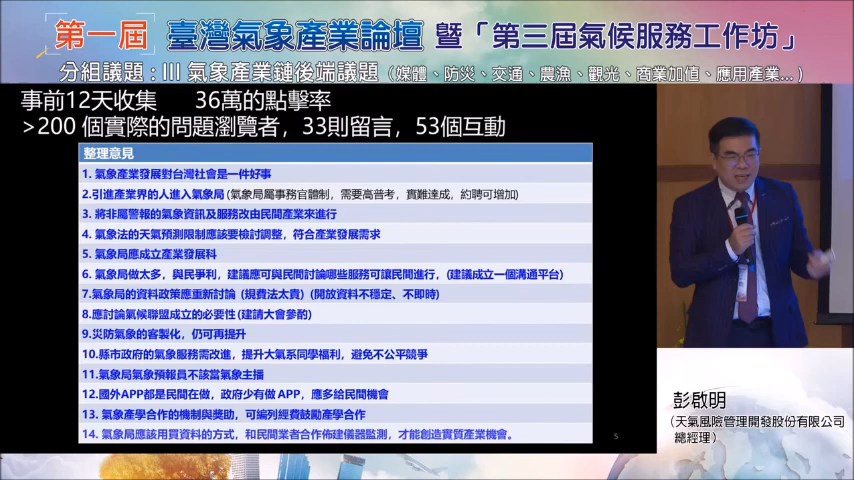 第一屆 臺灣氣象產業論壇 暨「第三屆氣候服務工作坊」
分組議題 : III 氣象產業鏈後端議題（媒體、防災、交通、農漁、觀光、商業加值、應用產業...）
事前12天收集 36萬的點擊率
>200 個實際的問題瀏覽者，33則留言，53個互動
整理意見
1. 氣象產業發展對台灣社會是一件好事
2.引進產業界的人進入氣象局 (氣象局屬事務官體制，需要高普考，實難達成，約聘可增加)
3. 將非屬警報的氣象資訊及服務改由民間產業來進行
4. 氣象法的天氣預測限制應該要檢討調整，符合產業發展需求
5. 氣象局應成立產業發展科
6. 氣象局做太多，與民爭利，建議應可與民間討論哪些服務可讓民間進行，(建議成立一個溝通平台)
7.氣象局的資料政策應重新討論 (規費法太貴) (開放資料不穩定、不即時)
8.應討論氣候聯盟成立的必要性 (建請大會參酌)
9.災防氣象的客製化，仍可再提升
10.縣市政府的氣象服務需改進，提升大氣系同學福利，避免不公平競爭
11.氣象局氣象預報員不該當氣象主播
12.國外APP都是民間在做，政府少有做 APP，應多給民間機會
13. 氣象產學合作的機制與獎助，可編列經費鼓勵產學合作
14. 氣象局應該用買資料的方式，和民間業者合作佈建儀器監測，才能創造實質產業機會。
5
彭啟明
（天氣風險管理開發股份有限公司
總經理）